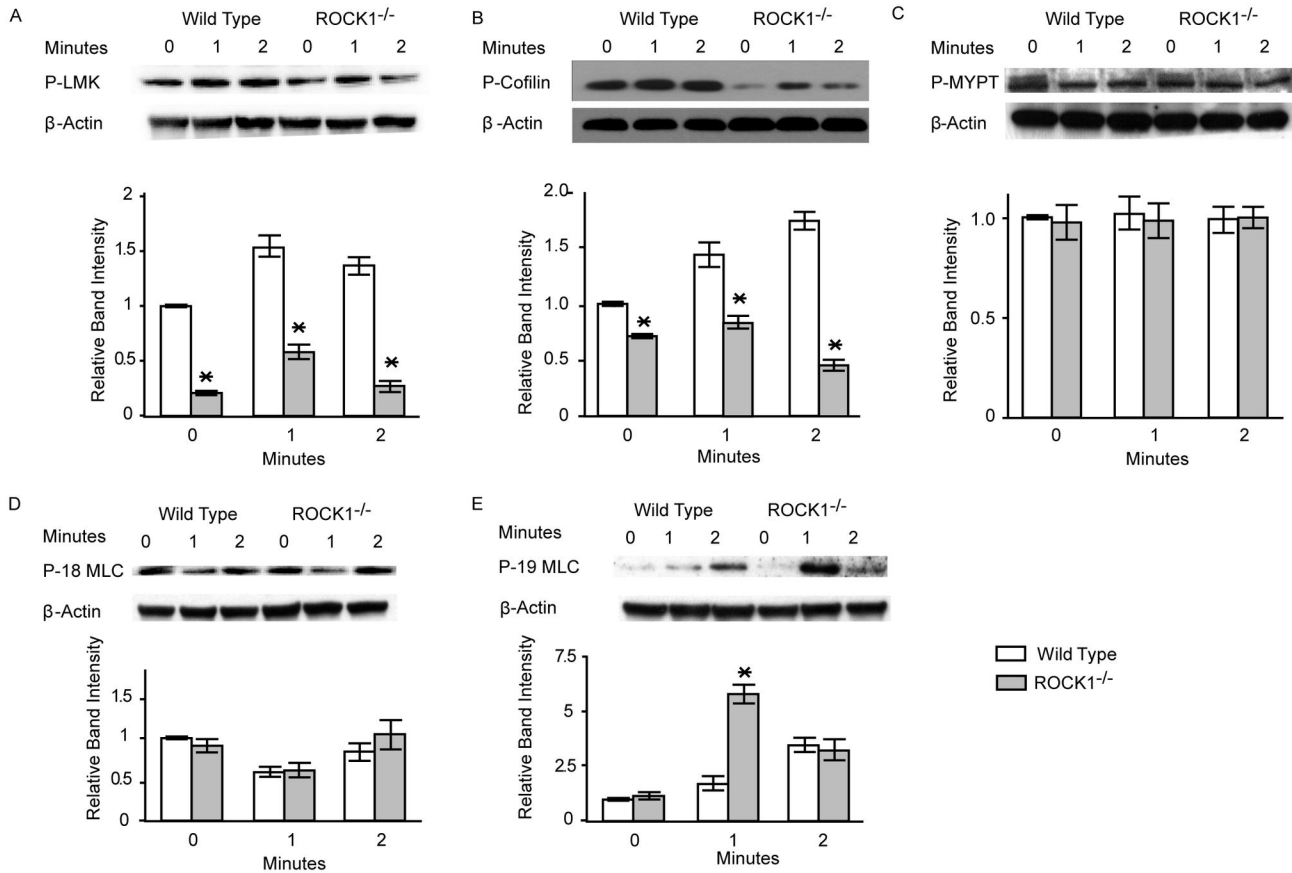 A
Wild Type ROCK1-/-
Minutes 0 1 2 0 1 2
P-LMK
β-Actin
Relative Band Intensity
2
1.5
1
0.5
0
* * *
0 1 2
Minutes
B
Wild Type ROCK1-/-
Minutes 0 1 2 0 1 2
P-Cofilin
β -Actin
Relative Band Intensity
2.0
1.5
1.0
0.5
0
* * *
0 1 2
Minutes
C
Wild Type ROCK1-/-
Minutes 0 1 2 0 1 2
P-MYPT
β-Actin
Relative Band Intensity
1.0
0.5
0
0 1 2
Minutes
D
Wild Type ROCK1-/-
Minutes 0 1 2 0 1 2
P-18 MLC
β-Actin
Relative Band Intensity
1.5
1
0.5
0
0 1 2
Minutes
E
Wild Type ROCK1-/-
Minutes 0 1 2 0 1 2
P-19 MLC
β-Actin
Relative Band Intensity
7.5
5
2.5
0
*
0 1 2
Minutes
Wild Type
ROCK1-/-